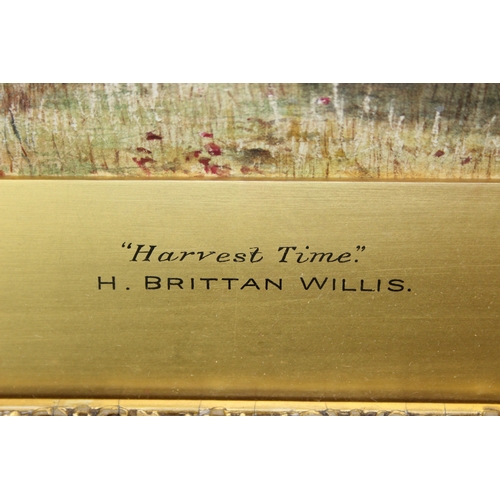 “Harvest Time.”
H. BRITTAN WILLIS.